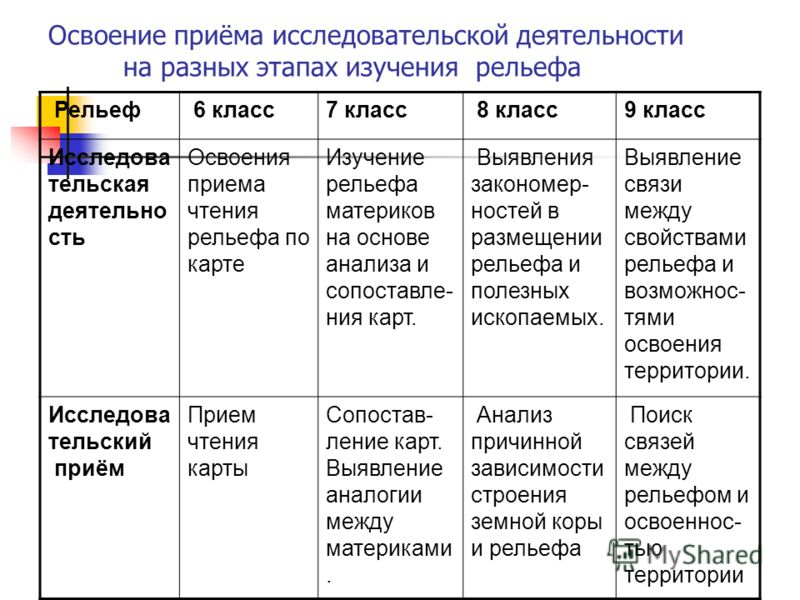 Освоение приёма исследовательской деятельности
на разных этапах изучения рельефа
Рельеф
6 класс
7 класс
8 класс
9 класс
Исследова
тельская
деятельно
сть
Освоения
приема
чтения
рельефа по
карте
Изучение
рельефа
материков
на основе
анализа и
сопоставле-
ния карт.
Выявления
закономер-
ностей в
размещении
рельефа и
полезных
ископаемых.
Выявление
связи
между
свойствами
рельефа и
возможнос-
тями
освоения
территории.
Исследова
тельский
приём
Прием
чтения
карты
Сопостав-
ление карт.
Выявление
аналогии
между
материками
.
Анализ
причинной
зависимости
строения
земной коры
и рельефа
Поиск
связей
между
рельефом и
освоеннос-
тью
территории
MyShared